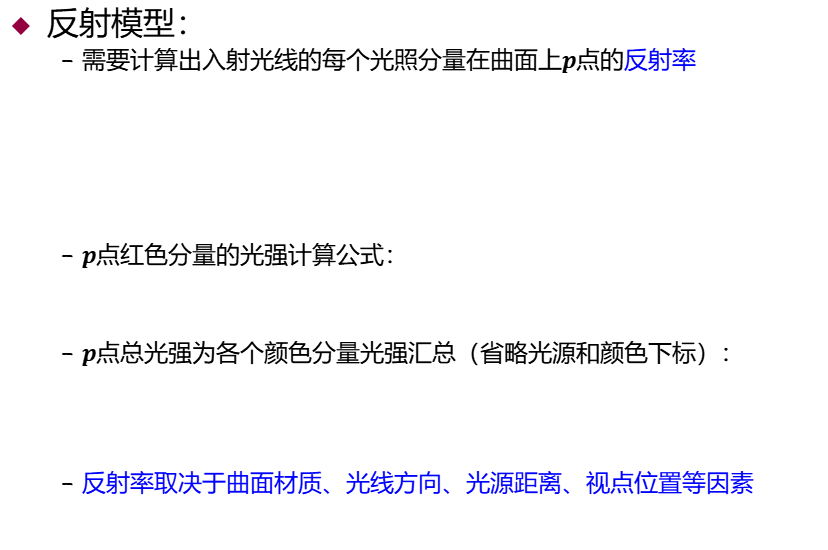 ◆ 反射模型：
– 需要计算出入射光线的每个光照分量在曲面上p点的反射率
– p点红色分量的光强计算公式：
– p点总光强为各个颜色分量光强汇总（省略光源和颜色下标）：
– 反射率取决于曲面材质、光线方向、光源距离、视点位置等因素